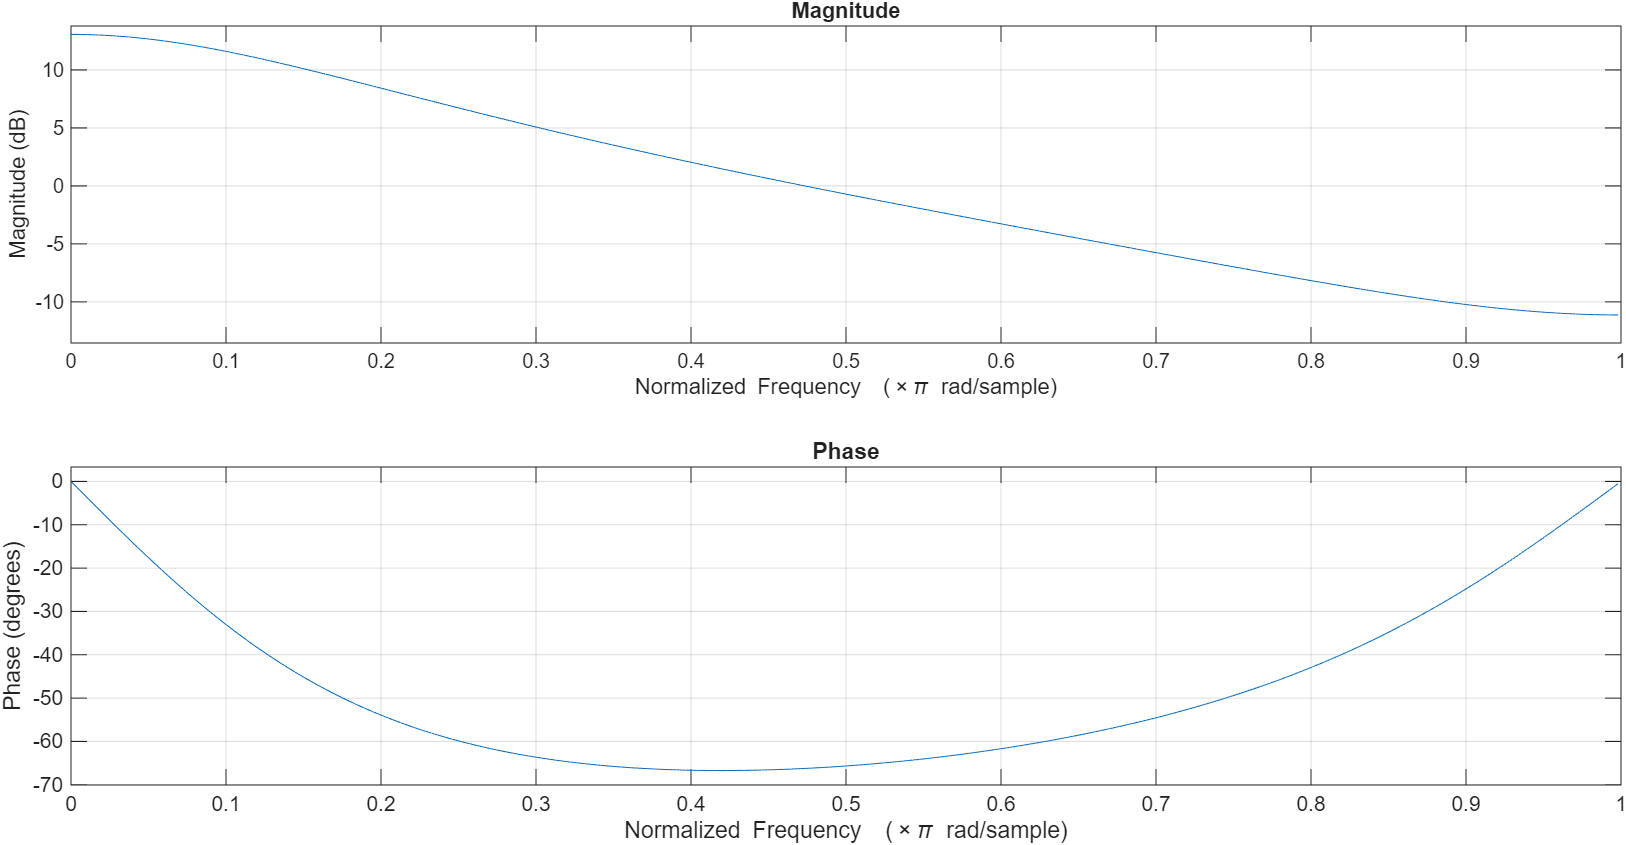 Magnitude
Magnitude (dB)
10
5
0
-5
-10
0 0.1 0.2 0.3 0.4 0.5 0.6 0.7 0.8 0.9 1
Normalized Frequency (×π rad/sample)
Phase
Phase (degrees)
0
-10
-20
-30
-40
-50
-60
-70
0 0.1 0.2 0.3 0.4 0.5 0.6 0.7 0.8 0.9 1
Normalized Frequency (×π rad/sample)